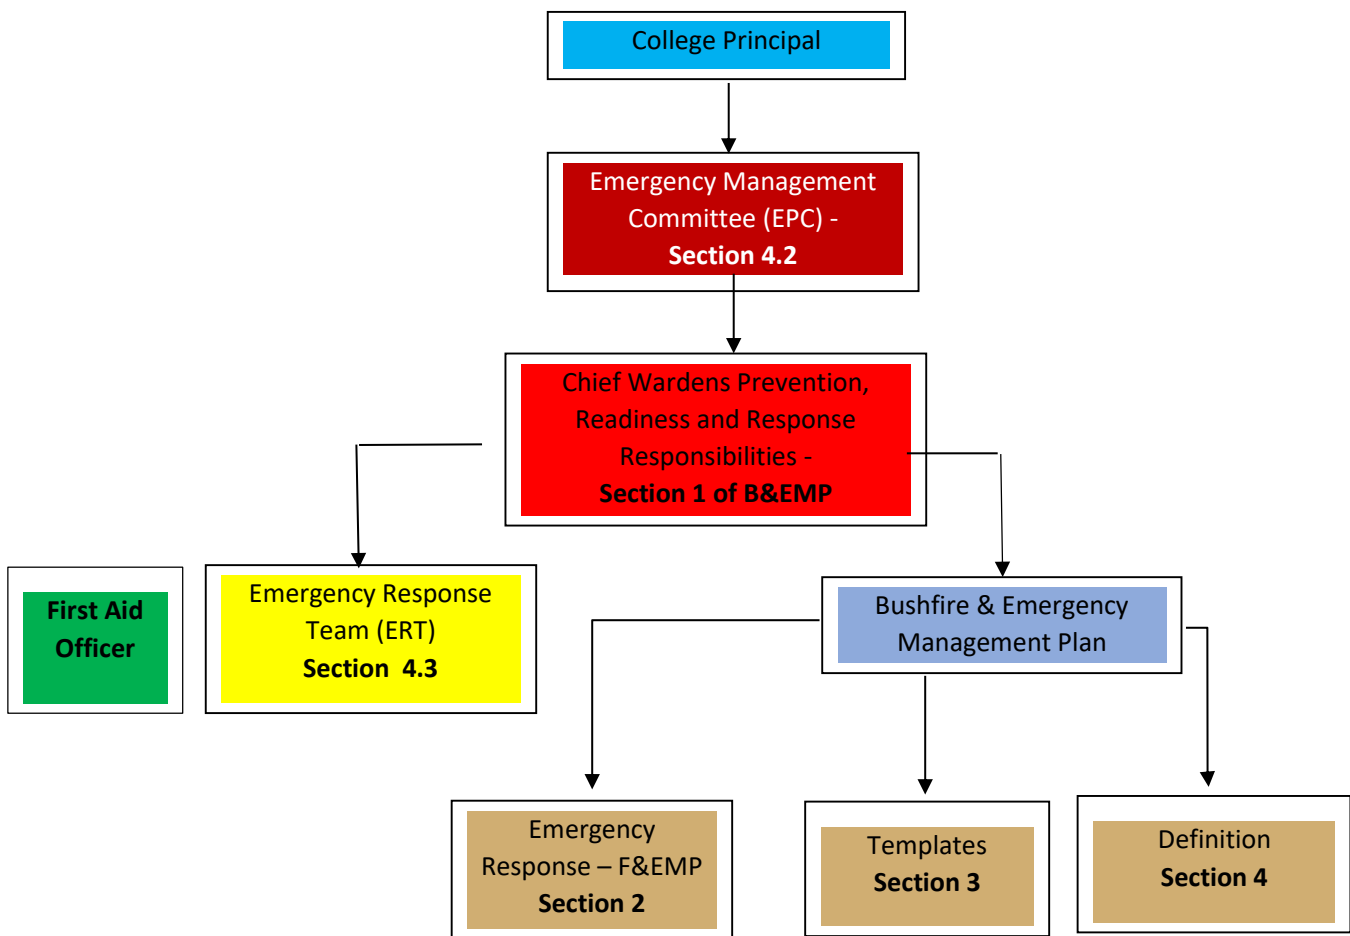 College Principal
Emergency Management
Committee (EPC) -
Section 4.2
Chief Wardens Prevention,
Readiness and Response
Responsibilities -
Section 1 of B&EMP
First Aid
Officer
Emergency Response
Team (ERT)
Section 4.3
Bushfire & Emergency
Management Plan
Emergency
Response – F&EMP
Section 2
Templates
Section 3
Definition
Section 4